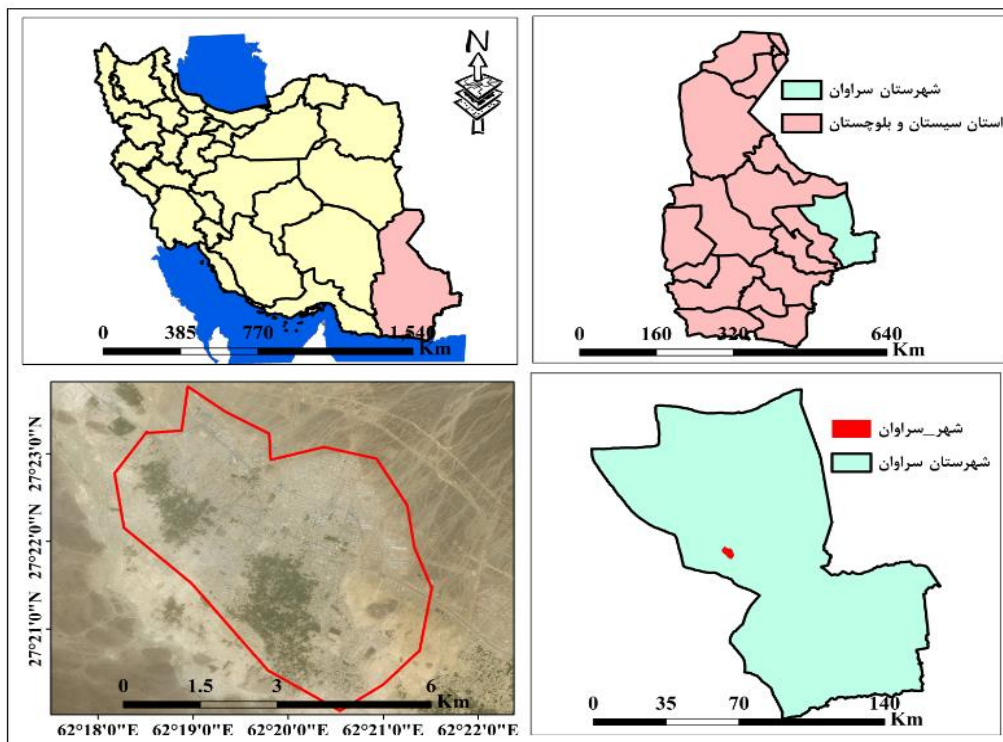 N
0 385 770 1,540
Km
شهرستان سراوان
استان سیستان و بلوچستان
0 160 320 640
Km
27°23'0"N
27°22'0"N
27°21'0"N
0 1.5 3 6
Km
62°18'0"E 62°19'0"E 62°20'0"E 62°21'0"E 62°22'0"E
شهر_سراوان
شهرستان سراوان
0 35 70 140
Km